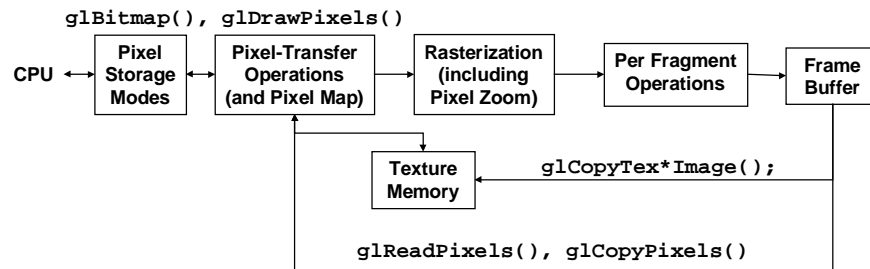 glBitmap(), glDrawPixels()
CPU
Pixel
Storage
Modes
Pixel-Transfer
Operations
(and Pixel Map)
Rasterization
(including
Pixel Zoom)
Per Fragment
Operations
Frame
Buffer
Texture
Memory
glCopyTex*Image();
glReadPixels(), glCopyPixels()